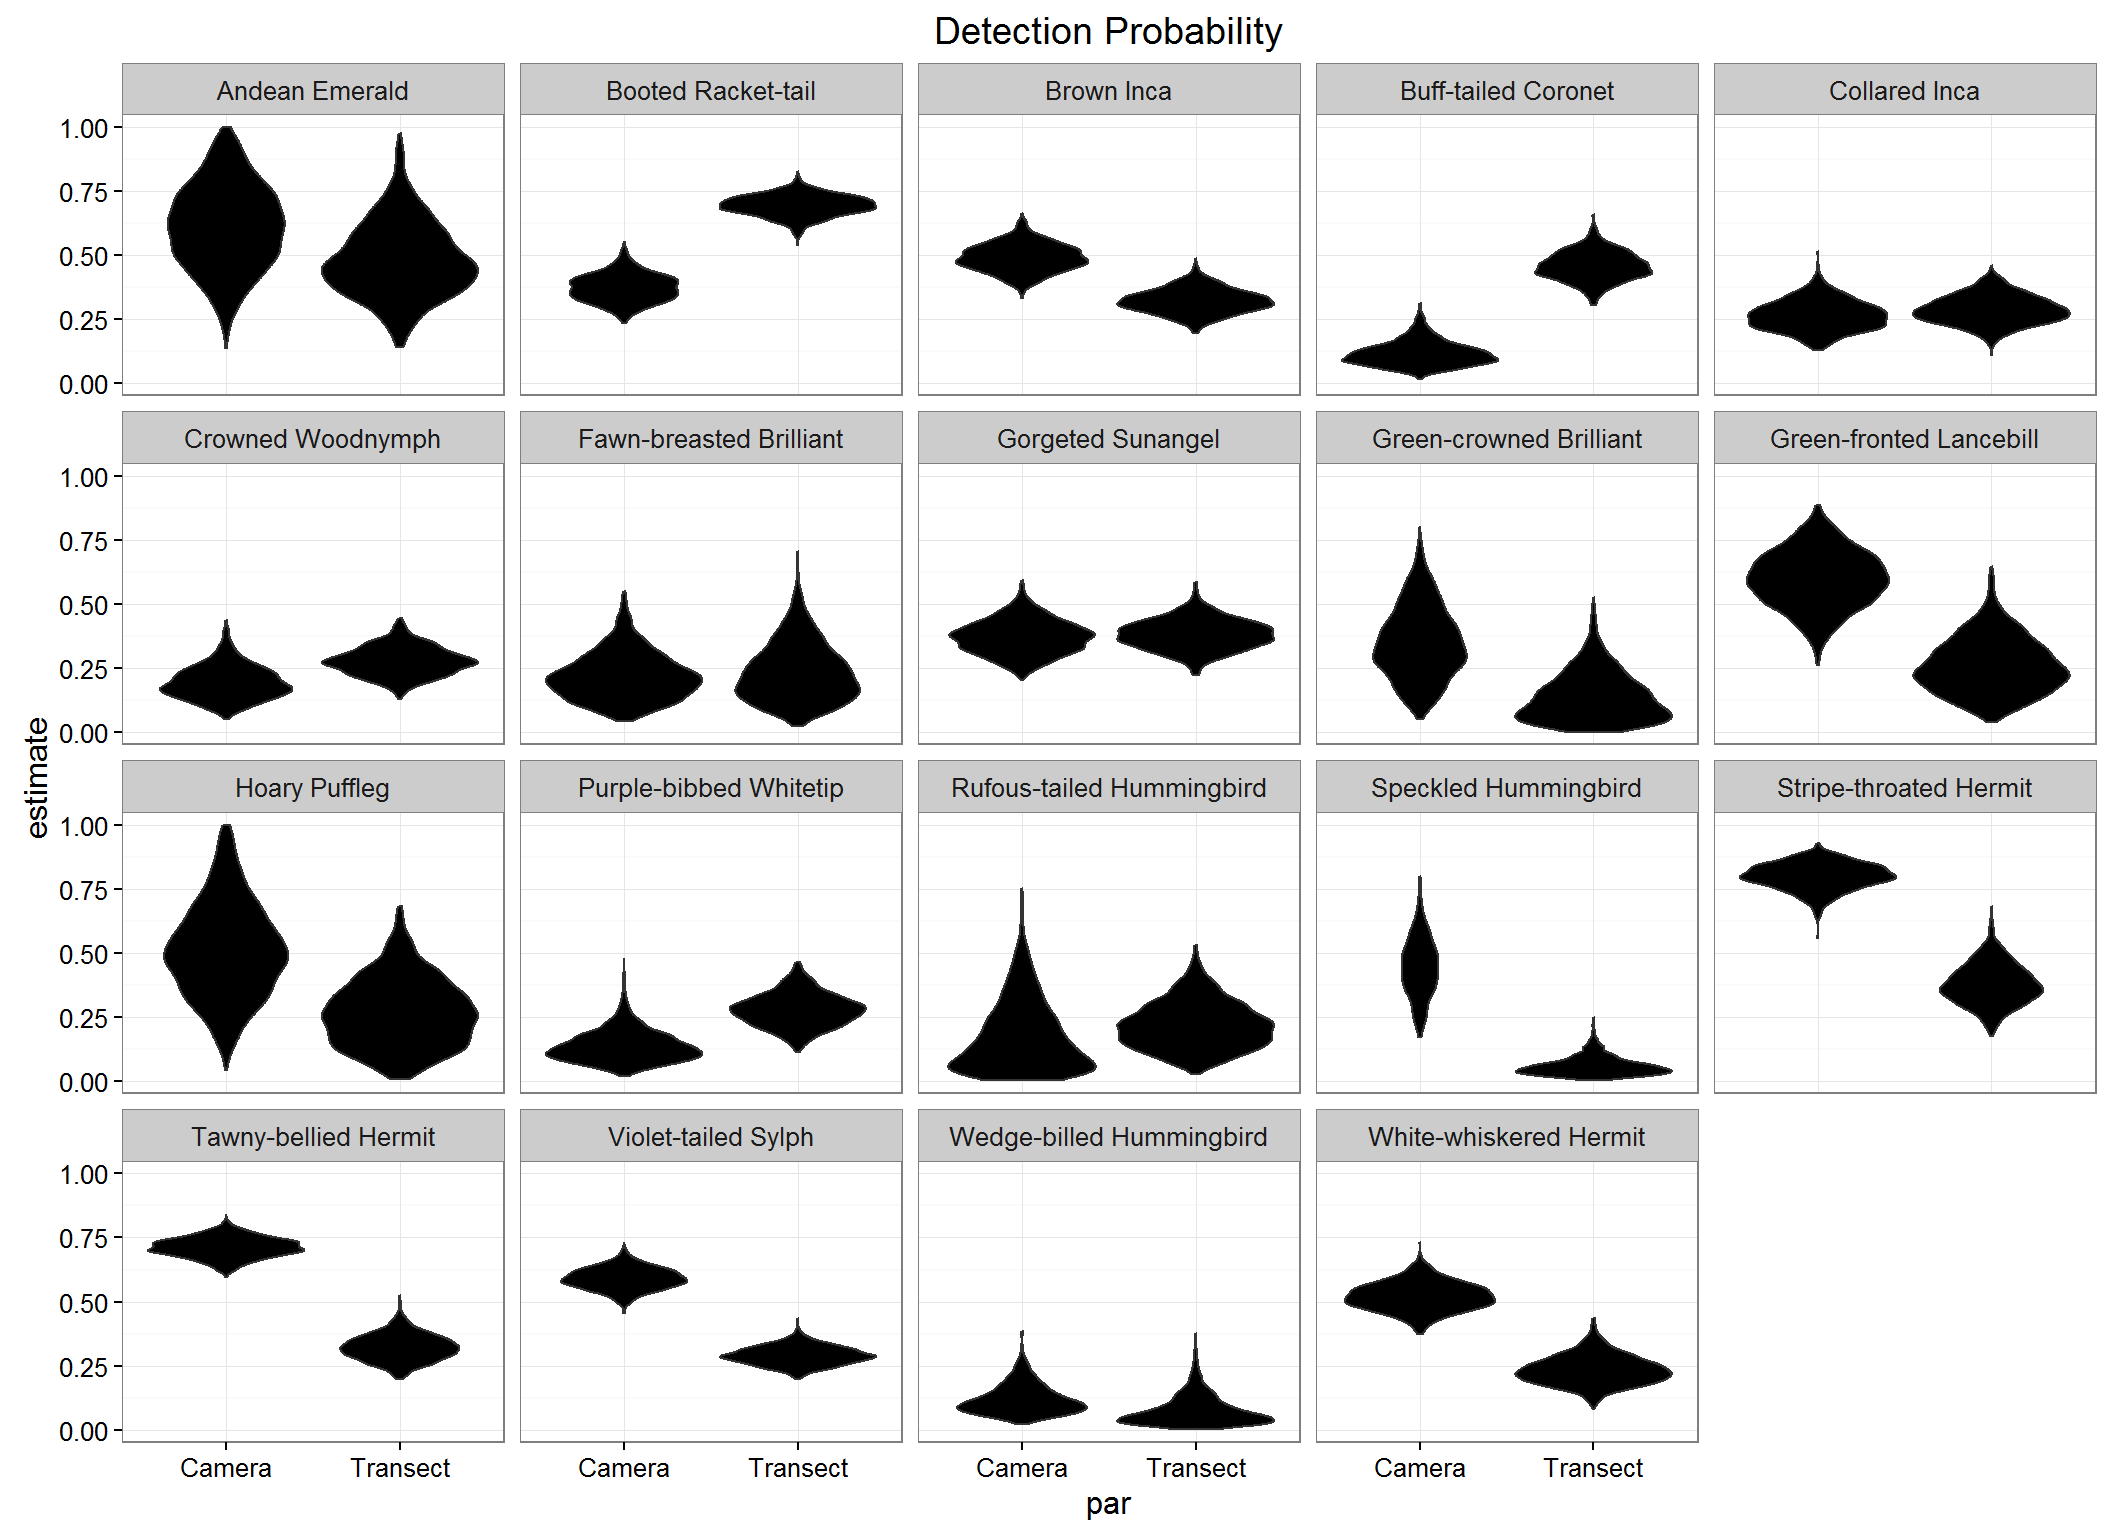 Detection Probability
Andean Emerald
Booted Racket-tail
Brown Inca
Buff-tailed Coronet
Collared Inca
1.00
0.75
0.50
0.25
0.00
Crowned Woodnymph
Fawn-breasted Brilliant
Gorgeted Sunangel
Green-crowned Brilliant
Green-fronted Lancebill
1.00
0.75
0.50
0.25
0.00
estimate
Hoary Puffleg
Purple-bibbed Whitetip
Rufous-tailed Hummingbird
Speckled Hummingbird
Stripe-throated Hermit
1.00
0.75
0.50
0.25
0.00
Tawny-bellied Hermit
Violet-tailed Sylph
Wedge-billed Hummingbird
White-whiskered Hermit
1.00
0.75
0.50
0.25
0.00
Camera Transect
Camera Transect
Camera Transect
Camera Transect
par